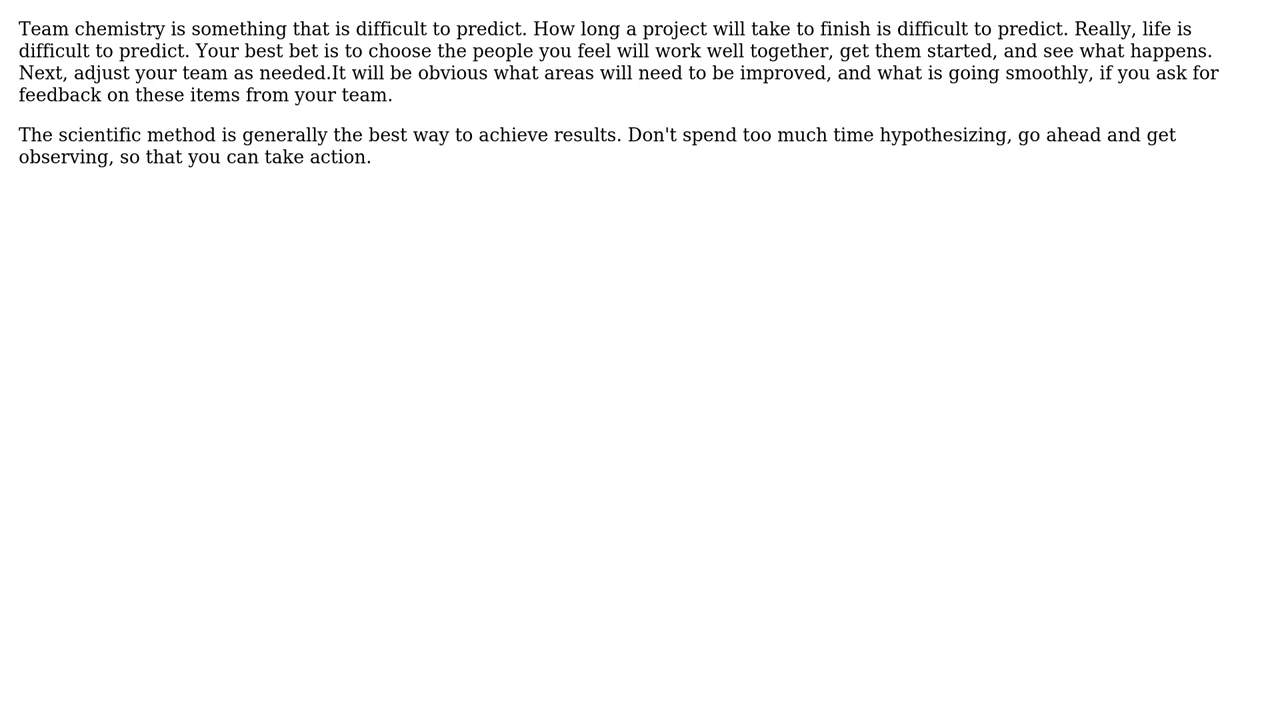 Team chemistry is something that is difficult to predict. How long a project will take to finish is difficult to predict. Really, life is
difficult to predict. Your best bet is to choose the people you feel will work well together, get them started, and see what happens.
Next, adjust your team as needed.It will be obvious what areas will need to be improved, and what is going smoothly, if you ask for
feedback on these items from your team.
The scientific method is generally the best way to achieve results. Don't spend too much time hypothesizing, go ahead and get
observing, so that you can take action.